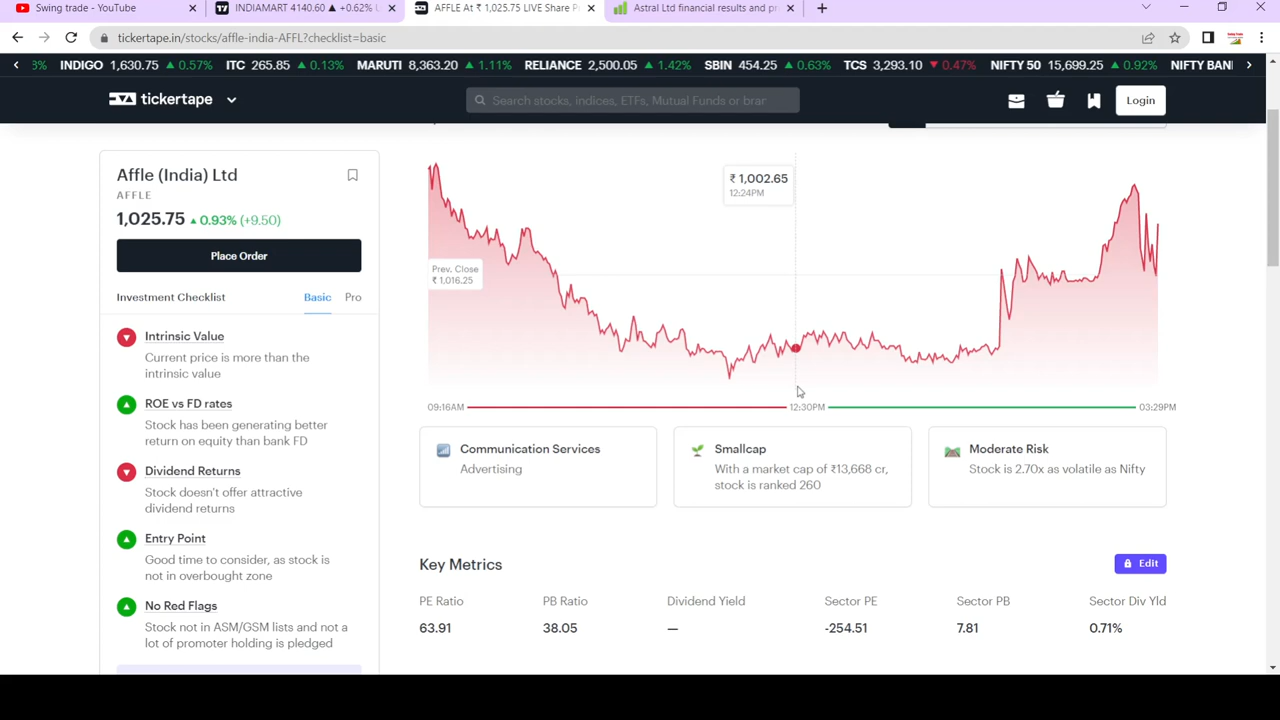 Swing trade - YouTube
INDIAMART 4140.60 ▲ +0.62% U
AFFLE At ₹ 1,025.75 LIVE Share P
Astral Ltd financial results and pr
tickertape.in/stocks/affle-india-AFFL?checklist=basic
3% INDIGO 1,630.75 ▲ 0.57% ITC 265.85 ▲ 0.13% MARUTI 8,363.20 ▲ 1.11% RELIANCE 2,500.05 ▲ 1.42% SBIN 454.25 ▲ 0.63% TCS 3,293.10 ▼ 0.47% NIFTY 50 15,699.25 ▲ 0.92% NIFTY BAN
tickertape
Search stocks, indices, ETFs, Mutual Funds or brar
Login
Affle (India) Ltd
AFFLE
1,025.75 ▲ 0.93% (+9.50)
Place Order
Investment Checklist Basic Pro
Intrinsic Value
Current price is more than the
intrinsic value
ROE vs FD rates
Stock has been generating better
return on equity than bank FD
Dividend Returns
Stock doesn't offer attractive
dividend returns
Entry Point
Good time to consider, as stock is
not in overbought zone
No Red Flags
Stock not in ASM/GSM lists and not a
lot of promoter holding is pledged
₹ 1,002.65
12:24PM
Prev. Close
₹ 1,016.25
09:16AM 12:30PM 03:29PM
Communication Services
Advertising
Smallcap
With a market cap of ₹13,668 cr,
stock is ranked 260
Moderate Risk
Stock is 2.70x as volatile as Nifty
Key Metrics
Edit
PE Ratio PB Ratio Dividend Yield Sector PE Sector PB Sector Div Yld
63.91 38.05 — -254.51 7.81 0.71%